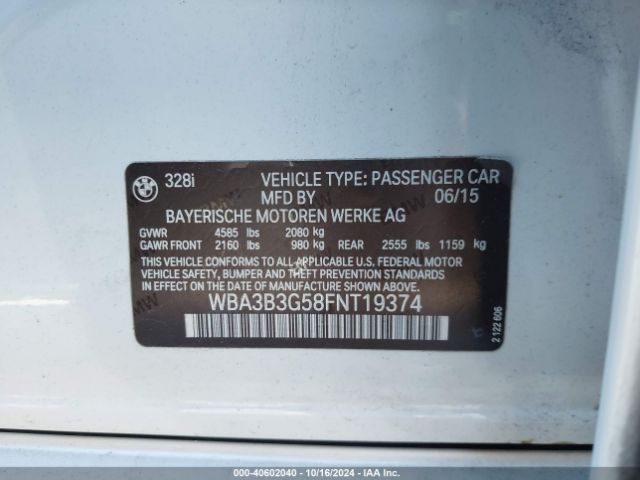 BMW 328i VEHICLE TYPE: PASSENGER CAR
MFD BY 06/15
BAYERISCHE MOTOREN WERKE AG
GVWR 4585 lbs 2080 kg
GAWR FRONT 2160 lbs 980 kg REAR 2555 lbs 1159 kg
THIS VEHICLE CONFORMS TO ALL APPLICABLE U.S. FEDERAL MOTOR
VEHICLE SAFETY, BUMPER AND THEFT PREVENTION STANDARDS IN
EFFECT ON THE DATE OF MANUFACTURE SHOWN ABOVE.
WBA3B3G58FNT19374
2 122 606
000-40602040 - 10/16/2024 - IAA Inc.